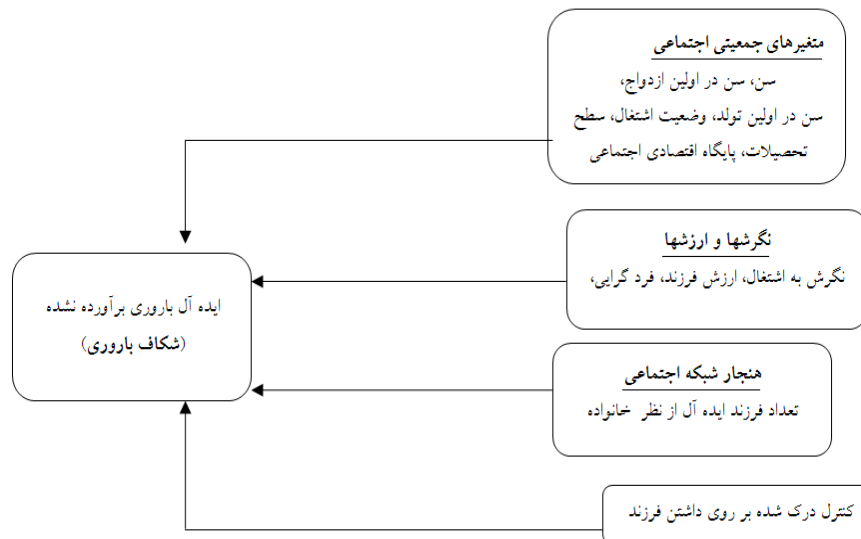 متغیرهای جمعیتی اجتماعی
سن، سن در اولین ازدواج،
سن در اولین تولد، وضعیت اشتغال، سطح
تحصیلات، پایگاه اقتصادی اجتماعی
نگرشها و ارزشها
نگرش به اشتغال، ارزش فرزند، فرد گرایی،
ایده آل باروری برآورده نشده
(شکاف باروری)
هنجار شبکه اجتماعی
تعداد فرزند ایده آل از نظر خانواده
کنترل درک شده بر روی داشتن فرزند